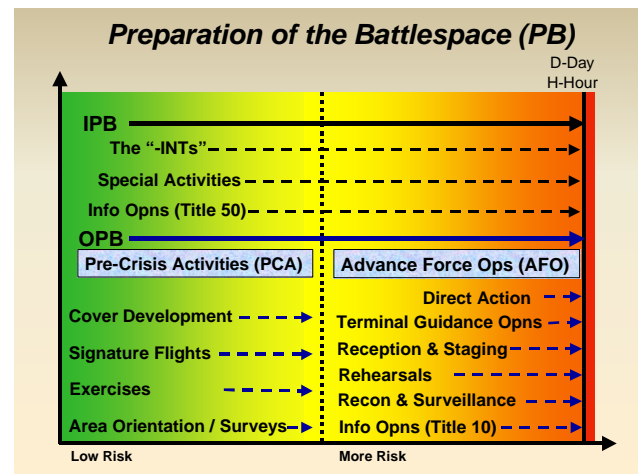 Preparation of the Battlespace (PB)
D-Day
H-Hour
IPB
The “-INTs”
Special Activities
Info Opns (Title 50)
OPB
Pre-Crisis Activities (PCA)
Advance Force Ops (AFO)
Cover Development
Signature Flights
Exercises
Area Orientation / Surveys
Direct Action
Terminal Guidance Opns
Reception & Staging
Rehearsals
Recon & Surveillance
Info Opns (Title 10)
Low Risk
More Risk